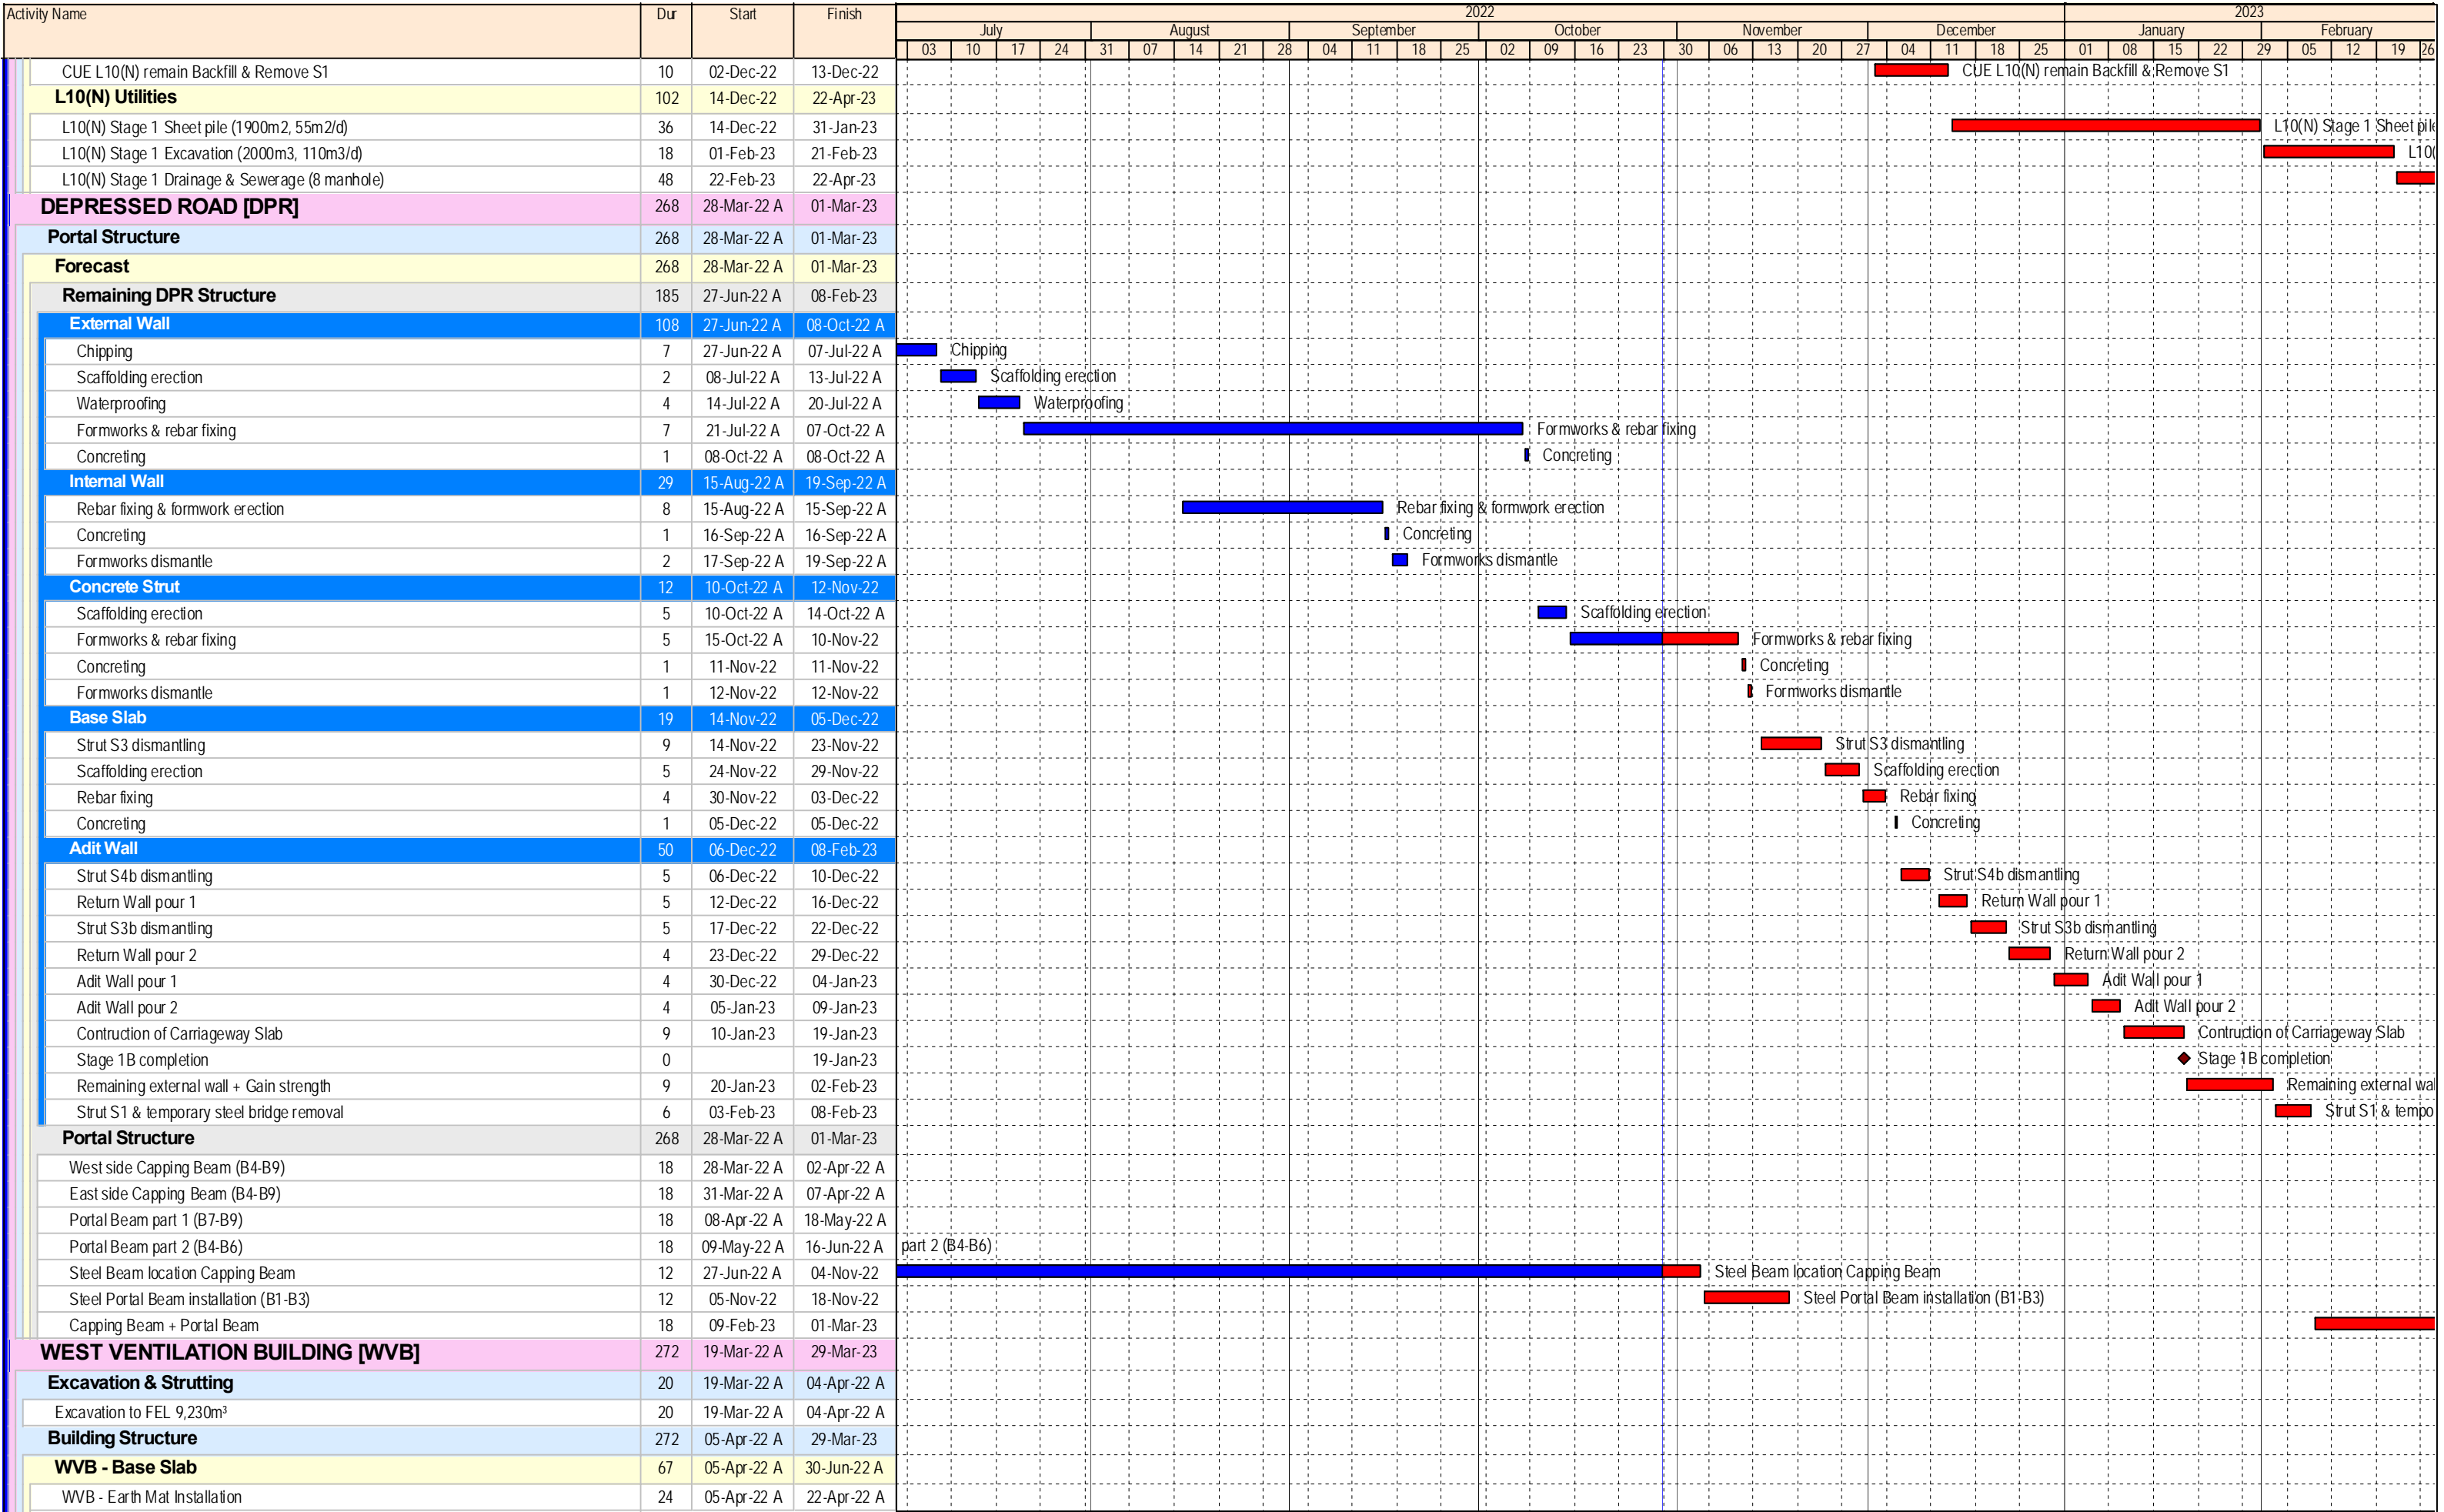 Activity Name Dur Start Finish 2022 2023
July August September October November December January February
03 10 17 24 31 07 14 21 28 04 11 18 25 02 09 16 23 30 06 13 20 27 04 11 18 25 01 08 15 22 29 05 12 19 26
CUE L10(N) remain Backfill & Remove S1 10 02-Dec-22 13-Dec-22 CUE L10(N) remain Backfill & Remove S1
L10(N) Utilities 102 14-Dec-22 22-Apr-23
L10(N) Stage 1 Sheet pile (1900m2, 55m2/d) 36 14-Dec-22 31-Jan-23 L10(N) Stage 1 Sheet pile
L10(N) Stage 1 Excavation (2000m3, 110m3/d) 18 01-Feb-23 21-Feb-23 L10(
L10(N) Stage 1 Drainage & Sewerage (8 manhole) 48 22-Feb-23 22-Apr-23
DEPRESSED ROAD [DPR] 268 28-Mar-22 A 01-Mar-23
Portal Structure 268 28-Mar-22 A 01-Mar-23
Forecast 268 28-Mar-22 A 01-Mar-23
Remaining DPR Structure 185 27-Jun-22 A 08-Feb-23
External Wall 108 27-Jun-22 A 08-Oct-22 A
Chipping 7 27-Jun-22 A 07-Jul-22 A Chipping
Scaffolding erection 2 08-Jul-22 A 13-Jul-22 A Scaffolding erection
Waterproofing 4 14-Jul-22 A 20-Jul-22 A Waterproofing
Formworks & rebar fixing 7 21-Jul-22 A 07-Oct-22 A Formworks & rebar fixing
Concreting 1 08-Oct-22 A 08-Oct-22 A Concreting
Internal Wall 29 15-Aug-22 A 19-Sep-22 A
Rebar fixing & formwork erection 8 15-Aug-22 A 15-Sep-22 A Rebar fixing & formwork erection
Concreting 1 16-Sep-22 A 16-Sep-22 A Concreting
Formworks dismantle 2 17-Sep-22 A 19-Sep-22 A Formworks dismantle
Concrete Strut 12 10-Oct-22 A 12-Nov-22
Scaffolding erection 5 10-Oct-22 A 14-Oct-22 A Scaffolding erection
Formworks & rebar fixing 5 15-Oct-22 A 10-Nov-22 Formworks & rebar fixing
Concreting 1 11-Nov-22 11-Nov-22 Concreting
Formworks dismantle 1 12-Nov-22 12-Nov-22 Formworks dismantle
Base Slab 19 14-Nov-22 05-Dec-22
Strut S3 dismantling 9 14-Nov-22 23-Nov-22 Strut S3 dismantling
Scaffolding erection 5 24-Nov-22 29-Nov-22 Scaffolding erection
Rebar fixing 4 30-Nov-22 03-Dec-22 Rebar fixing
Concreting 1 05-Dec-22 05-Dec-22 Concreting
Adit Wall 50 06-Dec-22 08-Feb-23
Strut S4b dismantling 5 06-Dec-22 10-Dec-22 Strut S4b dismantling
Return Wall pour 1 5 12-Dec-22 16-Dec-22 Return Wall pour 1
Strut S3b dismantling 5 17-Dec-22 22-Dec-22 Strut S3b dismantling
Return Wall pour 2 4 23-Dec-22 29-Dec-22 Return Wall pour 2
Adit Wall pour 1 4 30-Dec-22 04-Jan-23 Adit Wall pour 1
Adit Wall pour 2 4 05-Jan-23 09-Jan-23 Adit Wall pour 2
Contruction of Carriageway Slab 9 10-Jan-23 19-Jan-23 Contruction of Carriageway Slab
Stage 1B completion 0 19-Jan-23 Stage 1B completion
Remaining external wall + Gain strength 9 20-Jan-23 02-Feb-23 Remaining external wal
Strut S1 & temporary steel bridge removal 6 03-Feb-23 08-Feb-23 Strut S1 & tempo
Portal Structure 268 28-Mar-22 A 01-Mar-23
West side Capping Beam (B4-B9) 18 28-Mar-22 A 02-Apr-22 A
East side Capping Beam (B4-B9) 18 31-Mar-22 A 07-Apr-22 A
Portal Beam part 1 (B7-B9) 18 08-Apr-22 A 18-May-22 A
Portal Beam part 2 (B4-B6) 18 09-May-22 A 16-Jun-22 A part 2 (B4-B6)
Steel Beam location Capping Beam 12 27-Jun-22 A 04-Nov-22 Steel Beam location Capping Beam
Steel Portal Beam installation (B1-B3) 12 05-Nov-22 18-Nov-22 Steel Portal Beam installation (B1-B3)
Capping Beam + Portal Beam 18 09-Feb-23 01-Mar-23
WEST VENTILATION BUILDING [WVB] 272 19-Mar-22 A 29-Mar-23
Excavation & Strutting 20 19-Mar-22 A 04-Apr-22 A
Excavation to FEL 9,230m³ 20 19-Mar-22 A 04-Apr-22 A
Building Structure 272 05-Apr-22 A 29-Mar-23
WVB - Base Slab 67 05-Apr-22 A 30-Jun-22 A
WVB - Earth Mat Installation 24 05-Apr-22 A 22-Apr-22 A